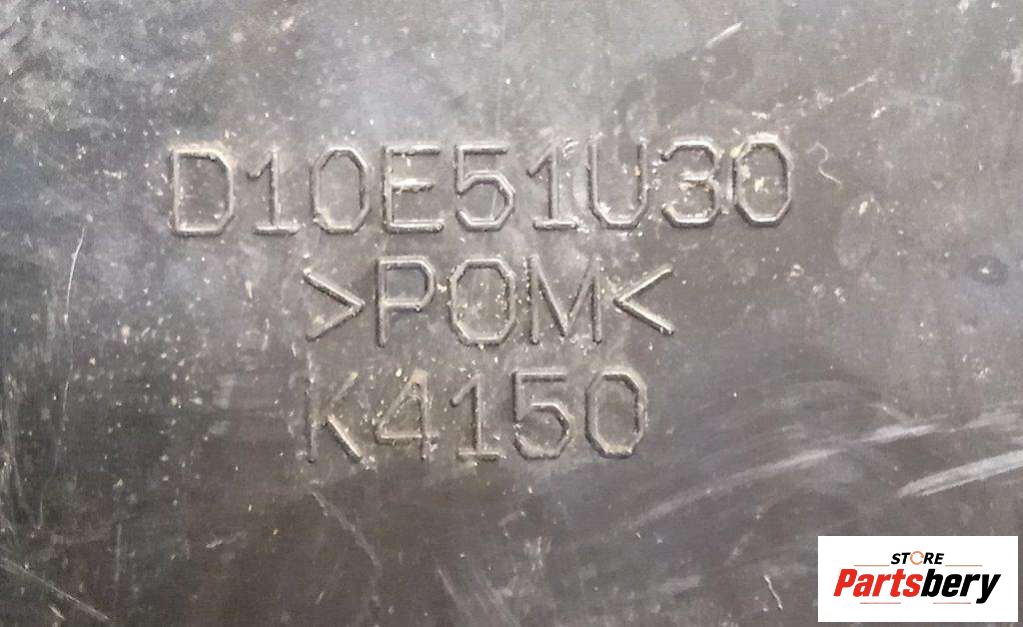 D10E51U30
>POM<
K4150
STORE
Partsbery